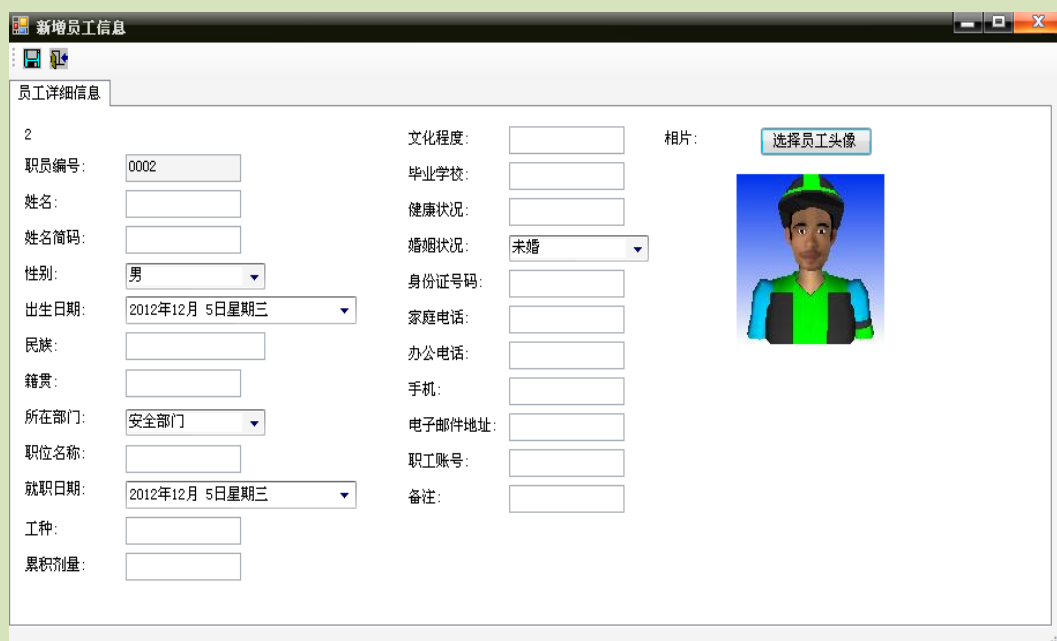 新增员工信息
员工详细信息
2
职员编号: 0002
姓名:
姓名简码:
性别: 男
出生日期: 2012年12月 5日星期三
民族:
籍贯:
所在部门: 安全部门
职位名称:
就职日期: 2012年12月 5日星期三
工种:
累积剂量:
文化程度:
毕业学校:
健康状况:
婚姻状况: 未婚
身份证号码:
家庭电话:
办公电话:
手机:
电子邮件地址:
职工账号:
备注:
相片: 选择员工头像